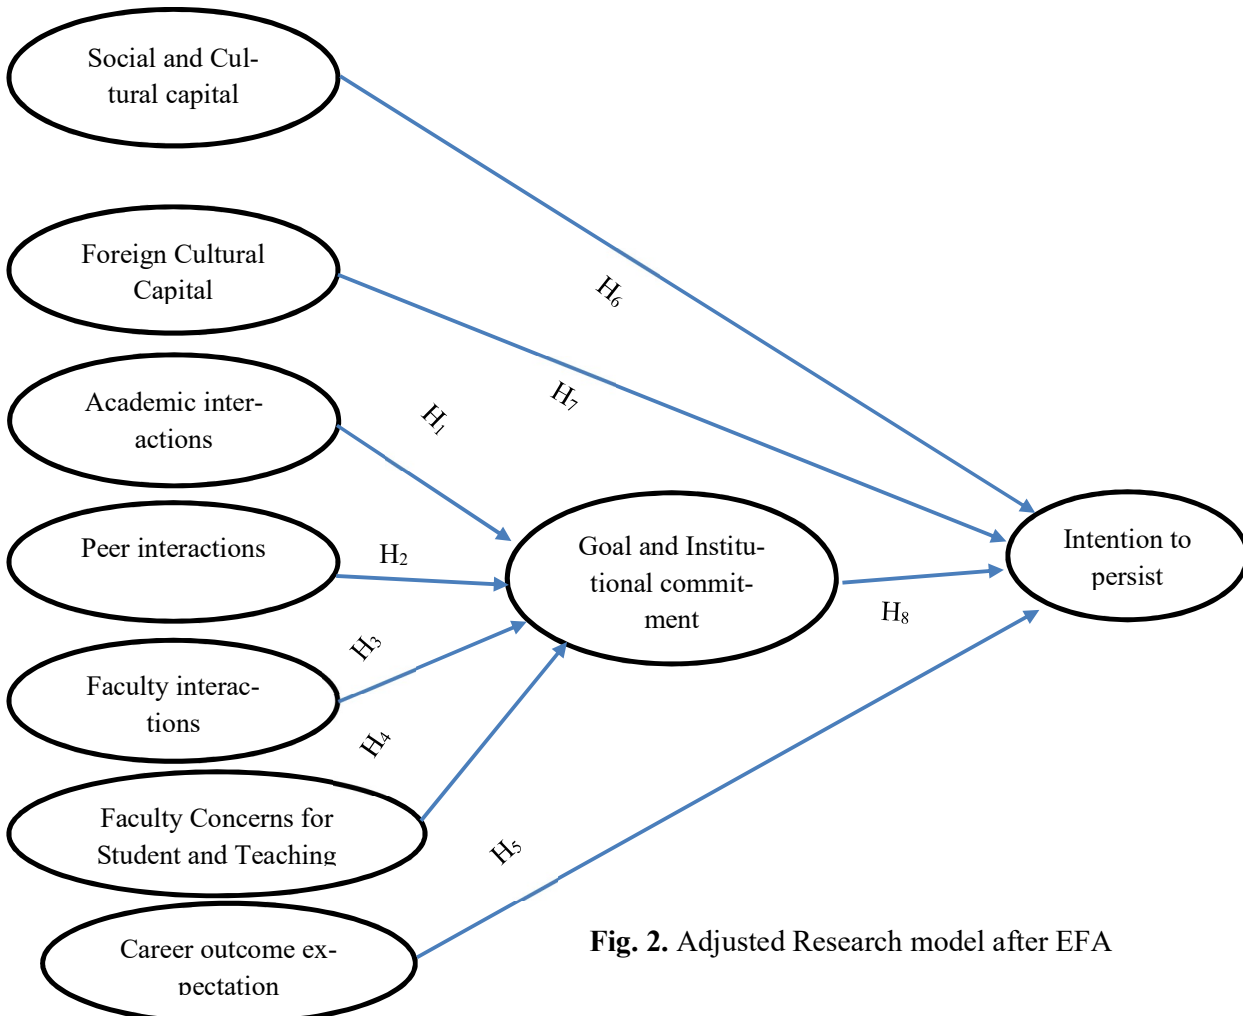 Social and Cul-
tural capital
Foreign Cultural
Capital
H6
H7
Academic inter-
actions
H1
Peer interactions
H2
Goal and Institu-
tional commit-
ment
Intention to
persist
H8
H3
Faculty interac-
tions
H4
Faculty Concerns for
Student and Teaching
H5
Career outcome ex-
pectation
Fig. 2. Adjusted Research model after EFA